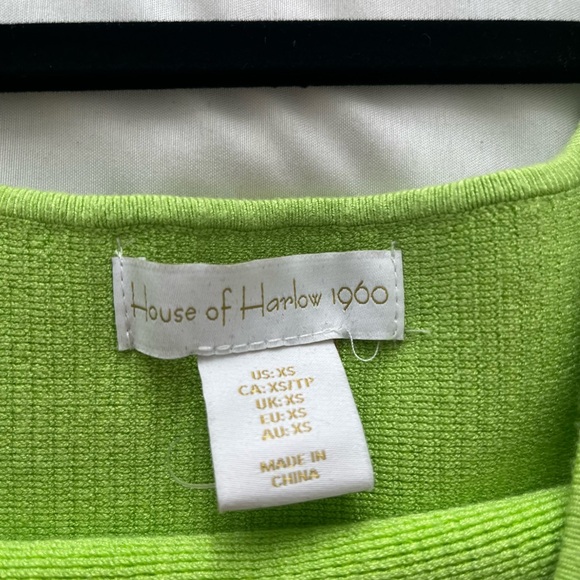 House of Harlow 1960
US: XS
CA: XS/TP
UK: XS
EU: XS
AU: XS
MADE IN
CHINA